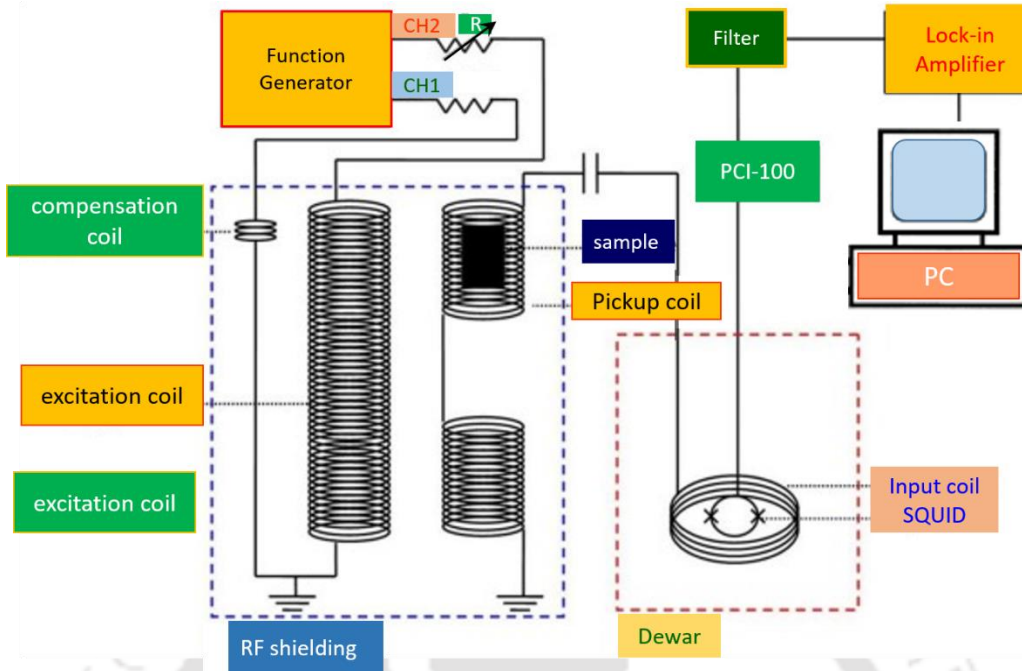 Function
Generator
CH2
R
CH1
Filter
Lock-in
Amplifier
PCI-100
compensation
coil
sample
PC
Pickup coil
excitation coil
excitation coil
Input coil
SQUID
RF shielding
Dewar